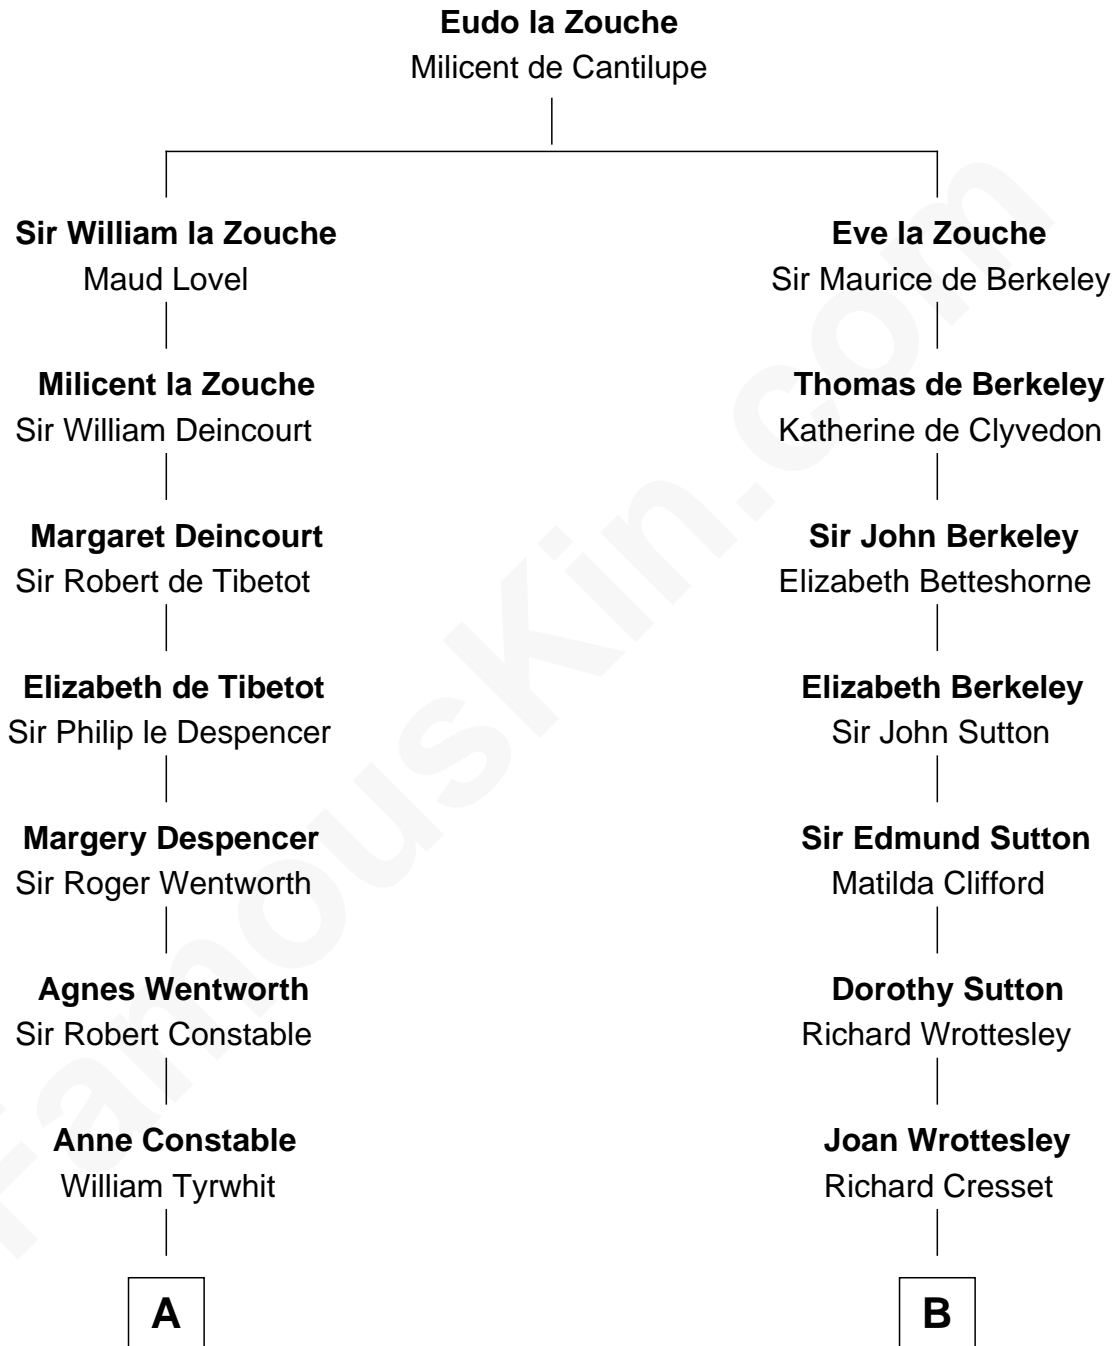 Eudo la Zouche
Milicent de Cantilupe
Sir William la Zouche
Maud Lovel
Eve la Zouche
Sir Maurice de Berkeley
Milicent la Zouche
Sir William Deincourt
Thomas de Berkeley
Katherine de Clyvedon
Margaret Deincourt
Sir Robert de Tibetot
Sir John Berkeley
Elizabeth Betteshorne
Elizabeth de Tibetot
Sir Philip le Despencer
Elizabeth Berkeley
Sir John Sutton
Margery Despencer
Sir Roger Wentworth
Sir Edmund Sutton
Matilda Clifford
Agnes Wentworth
Sir Robert Constable
Dorothy Sutton
Richard Wrottesley
Anne Constable
William Tyrwhit
Joan Wrottesley
Richard Cresset
A
B
FamousKin.com